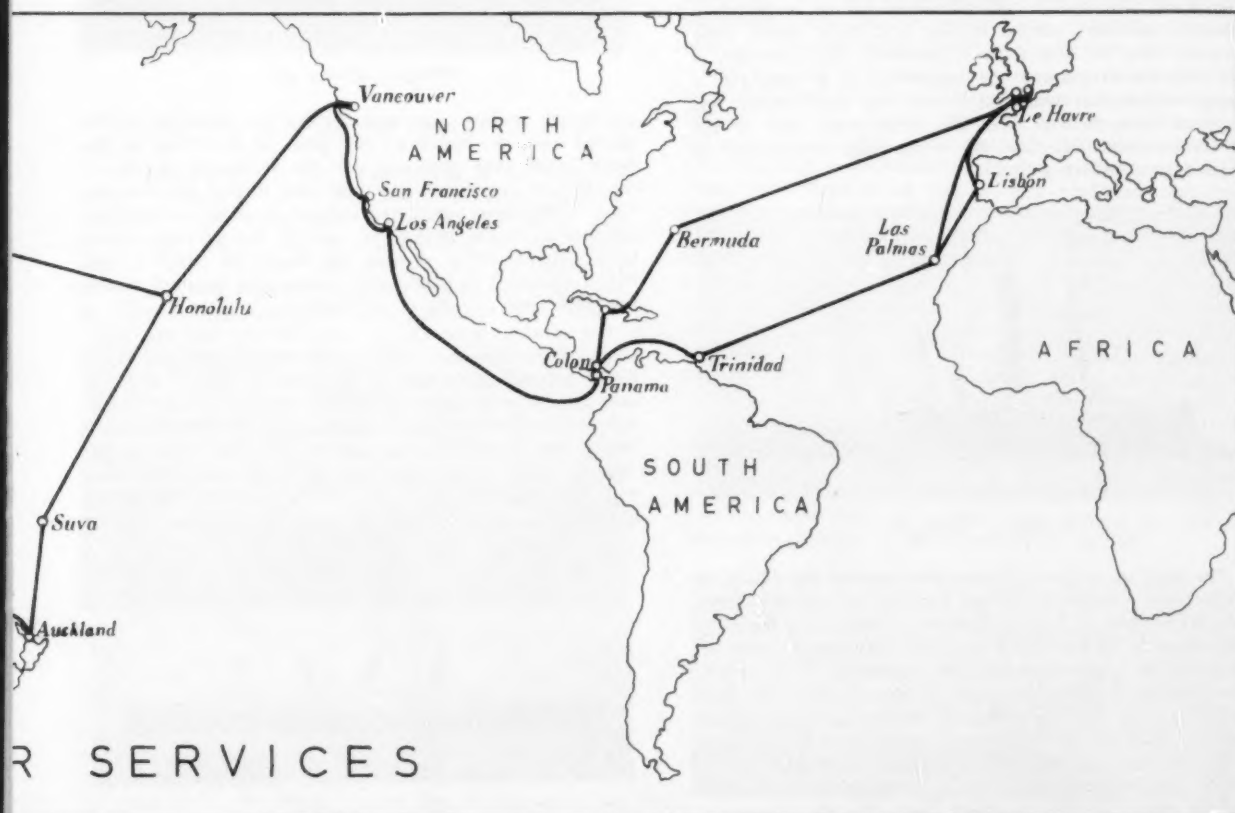 Vancouver
NORTH
AMERICA
Le Havre
San Francisco
Lisbon
Los Angeles
Las
Palmas
Bermuda
Honolulu
Colon
Trinidad
AFRICA
Panama
SOUTH
AMERICA
Suva
Auckland
R SERVICES